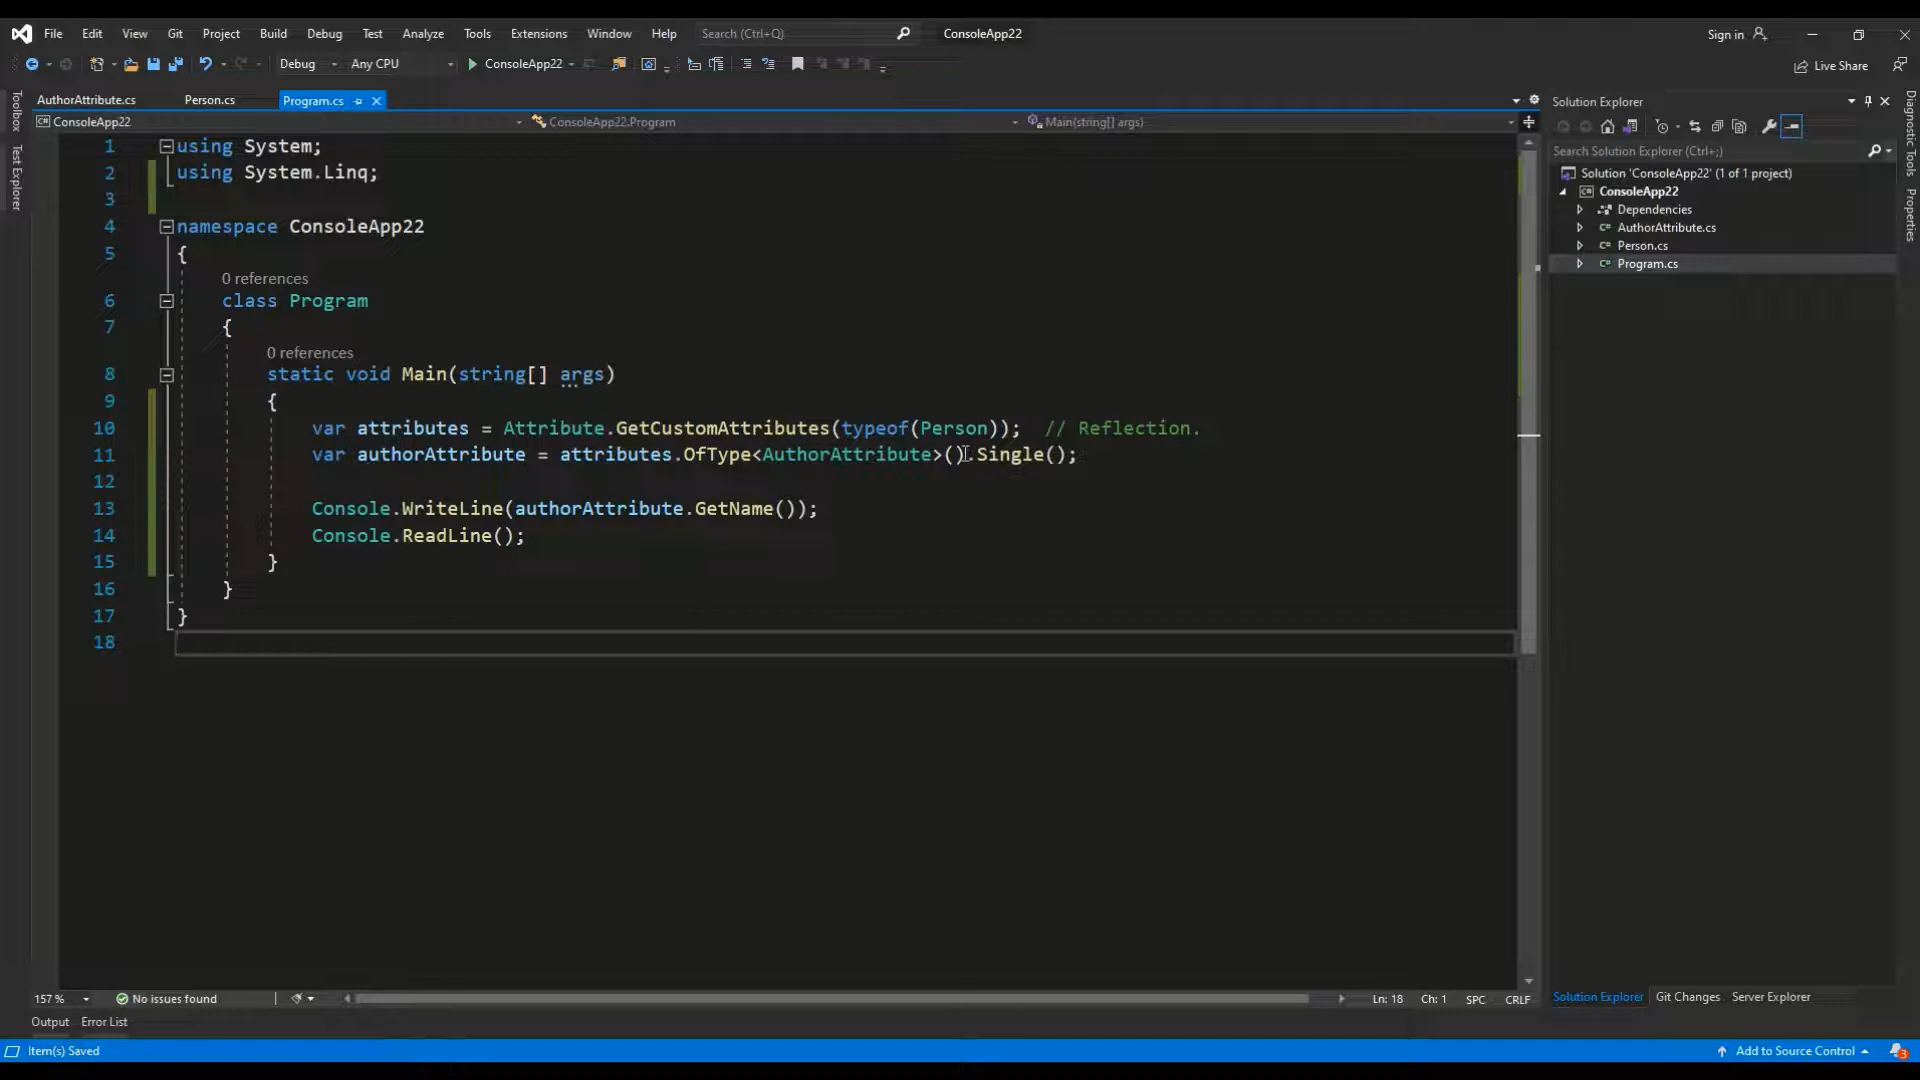 File Edit View Git Project Build Debug Test Analyze Tools Extensions Window Help Search (Ctrl+Q) ConsoleApp22 Sign in
Debug Any CPU ConsoleApp22 Live Share
AuthorAttribute.cs Person.cs Program.cs
ConsoleApp22 ConsoleApp22.Program Main(string[] args)
Toolbox
Test Explorer
1 using System;
2 using System.Linq;
3
4 namespace ConsoleApp22
5 {
0 references
6 class Program
7 {
0 references
8 static void Main(string[] args)
9 {
10 var attributes = Attribute.GetCustomAttributes(typeof(Person)); // Reflection.
11 var authorAttribute = attributes.OfType<AuthorAttribute>().Single();
12
13 Console.WriteLine(authorAttribute.GetName());
14 Console.ReadLine();
15 }
16 }
17 }
18
Solution Explorer
Search Solution Explorer (Ctrl+;)
Solution 'ConsoleApp22' (1 of 1 project)
ConsoleApp22
Dependencies
AuthorAttribute.cs
Person.cs
Program.cs
Diagnostic Tools
Properties
157 % No issues found Ln: 18 Ch: 1 SPC CRLF
Solution Explorer Git Changes Server Explorer
Output Error List
Item(s) Saved Add to Source Control 3